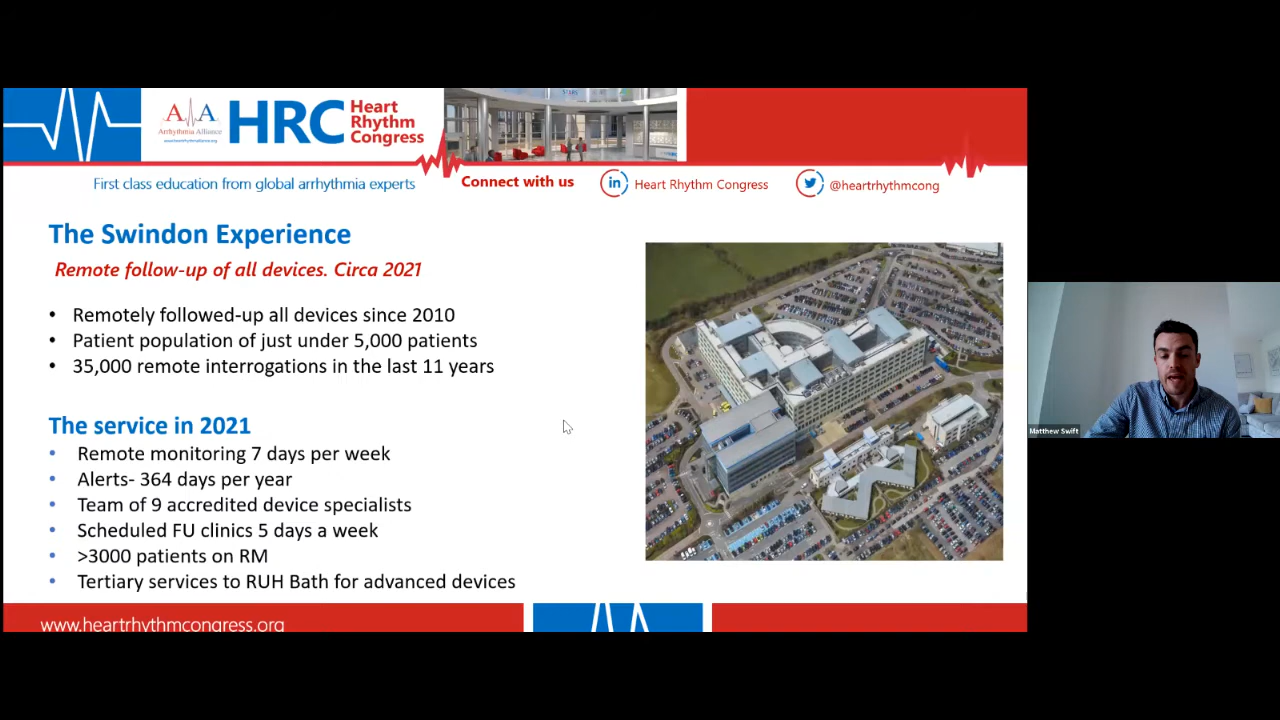 A A
Arrhythmia Alliance
HRC
Heart
Rhythm
Congress
First class education from global arrhythmia experts
Connect with us
in
Heart Rhythm Congress
@heartrhythmcong
The Swindon Experience
Remote follow-up of all devices. Circa 2021
• Remotely followed-up all devices since 2010
• Patient population of just under 5,000 patients
• 35,000 remote interrogations in the last 11 years
The service in 2021
• Remote monitoring 7 days per week
• Alerts- 364 days per year
• Team of 9 accredited device specialists
• Scheduled FU clinics 5 days a week
• >3000 patients on RM
• Tertiary services to RUH Bath for advanced devices
Matthew Swift
www.heartrhythmcongress.org